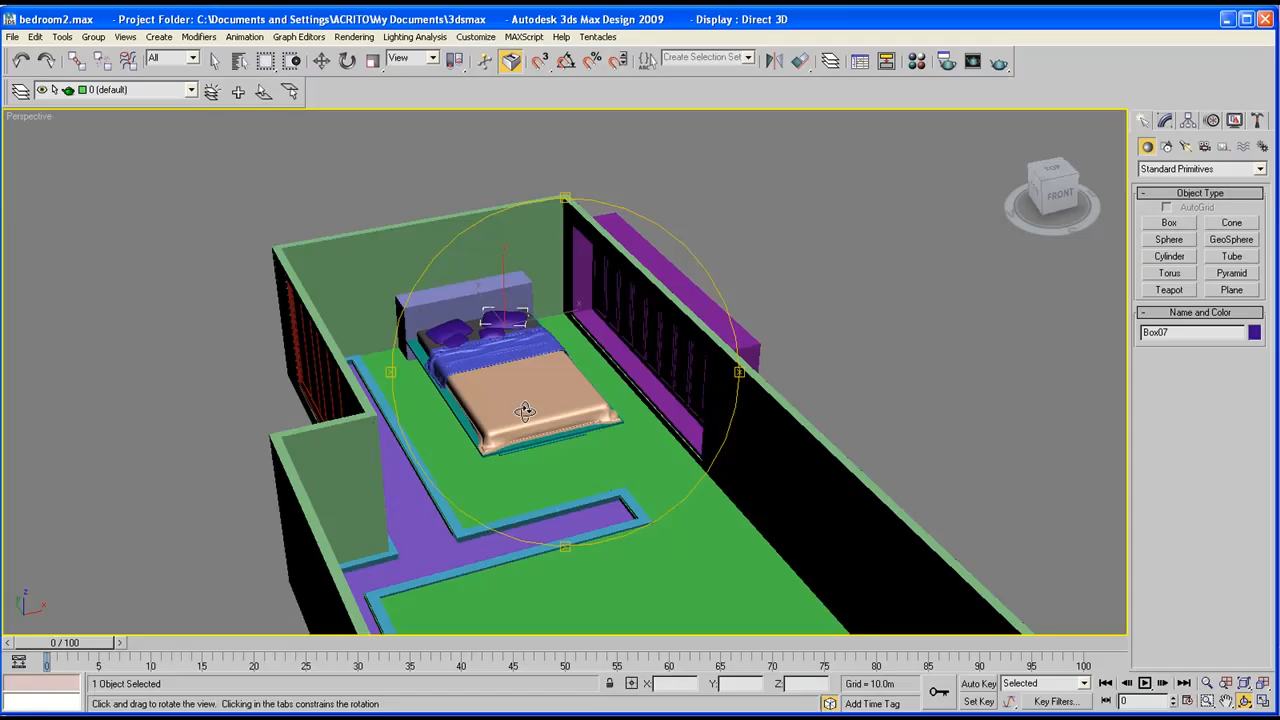 bedroom2.max - Project Folder: C:\Documents and Settings\ACRITO\My Documents\3dsmax - Autodesk 3ds Max Design 2009 - Display : Direct 3D
File Edit Tools Group Views Create Modifiers Animation Graph Editors Rendering Lighting Analysis Customize MAXScript Help Tentacles
All View Create Selection Set
0 (default)
Perspective
TOP
FRONT
Standard Primitives
- Object Type
AutoGrid
Box Cone
Sphere GeoSphere
Cylinder Tube
Torus Pyramid
Teapot Plane
- Name and Color
Box07
z
x
0 / 100
0 5 10 15 20 25 30 35 40 45 50 55 60 65 70 75 80 85 90 95 100
1 Object Selected X: Y: Z: Grid = 10.0m Auto Key Selected
Click and drag to rotate the view. Clicking in the tabs constrains the rotation Add Time Tag Set Key Key Filters... 0